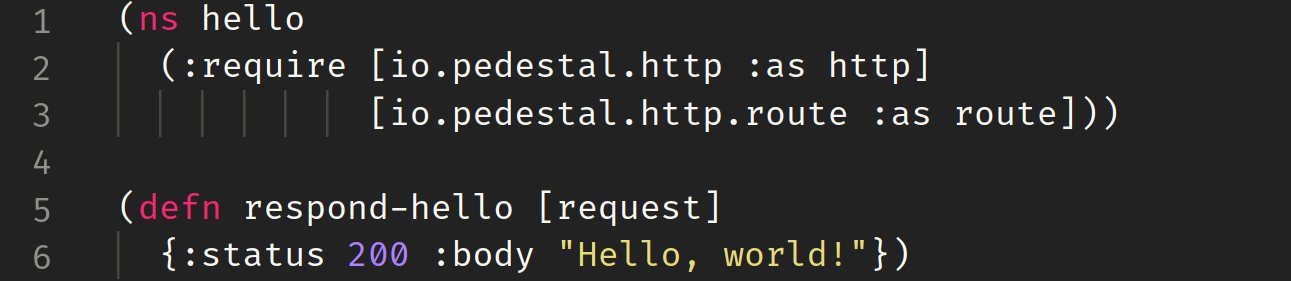 1 (ns hello
2   (:require [io.pedestal.http :as http]
3             [io.pedestal.http.route :as route]))
4
5 (defn respond-hello [request]
6   {:status 200 :body "Hello, world!"})